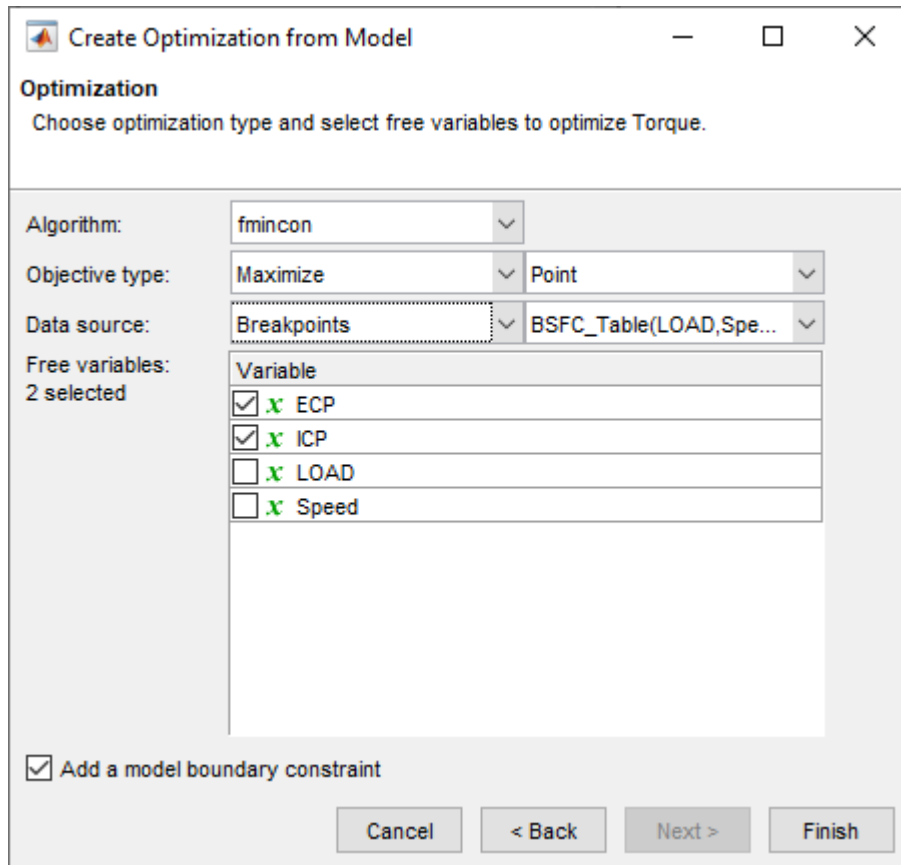 Create Optimization from Model
Optimization
Choose optimization type and select free variables to optimize Torque.
Algorithm: fmincon
Objective type: Maximize Point
Data source: Breakpoints BSFC_Table(LOAD,Spe...
Free variables:
2 selected
Variable
x ECP
x ICP
x LOAD
x Speed
Add a model boundary constraint
Cancel < Back Next > Finish